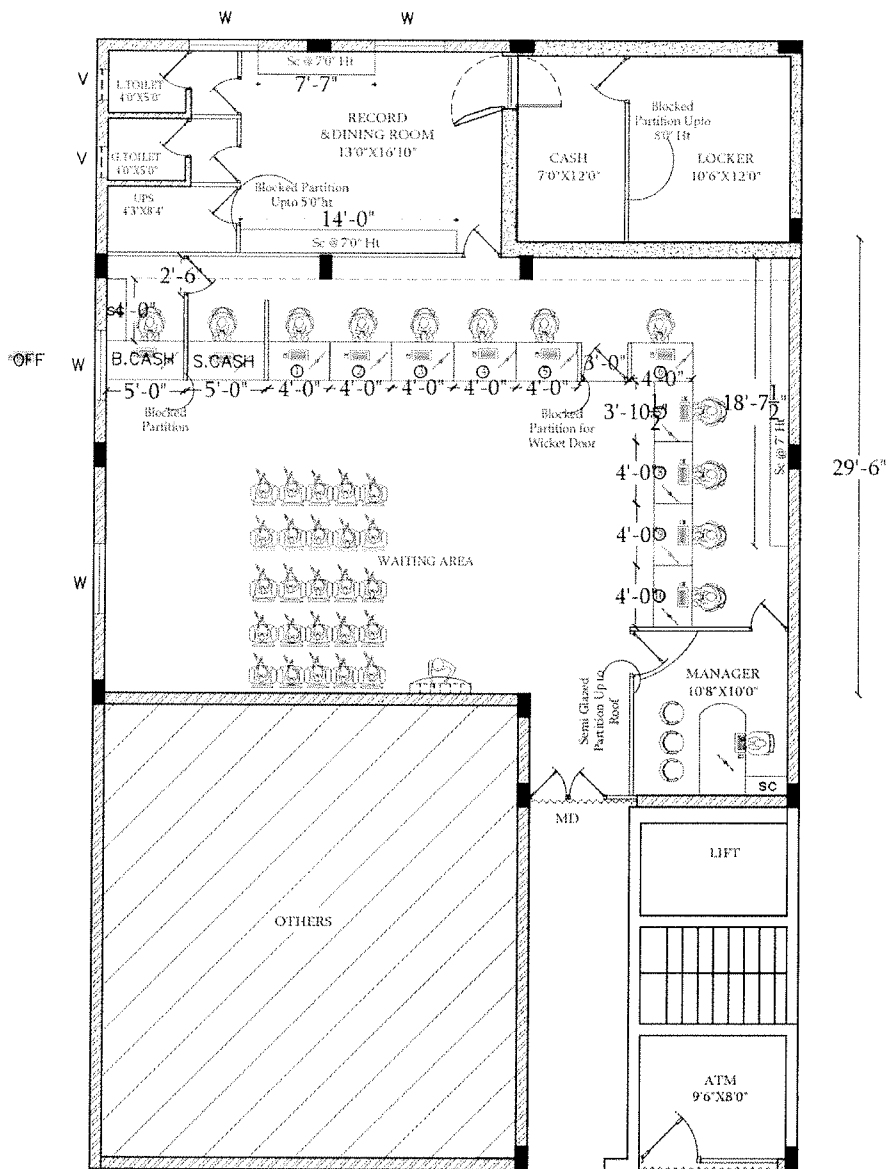 W
W
V
V
L.TOILET
4'0"X5'0"
G.TOILET
4'0"X5'0"
UPS
4'3"X8'4"
Sc @ 7'0" Ht
7'-7"
RECORD
&DINING ROOM
13'0"X16'10"
Blocked Partition
Upto 5'0"ht
14'-0"
Sc @ 7'0" Ht
CASH
7'0"X12'0"
Blocked
Partition Upto
8'0" Ht
LOCKER
10'6"X12'0"
2'-6"
4'-0"
OFF
W
B.CASH
S.CASH
1
2
3
4
5
5'-0"
5'-0"
4'-0"
4'-0"
4'-0"
4'-0"
4'-0"
3'-0"
4'-0"
Blocked
Partition
Blocked
Partition for
Wicket Door
3'-10 1/2"
18'-7 1/2"
Sc @ 7' Ht
29'-6"
4'-0"
4'-0"
4'-0"
W
WAITING AREA
Semi Glazed
Partition Up to
Roof
MANAGER
10'8"X10'0"
SC
MD
LIFT
OTHERS
ATM
9'6"X8'0"